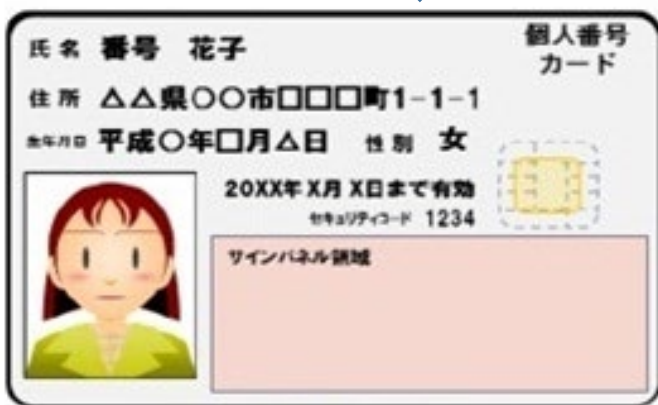 氏名 番号 花子
個人番号
カード
住所 △△県○○市□□□町1-1-1
生年月日 平成○年□月△日 性別 女
20XX年X月X日まで有効
セキュリティコード 1234
サインパネル領域